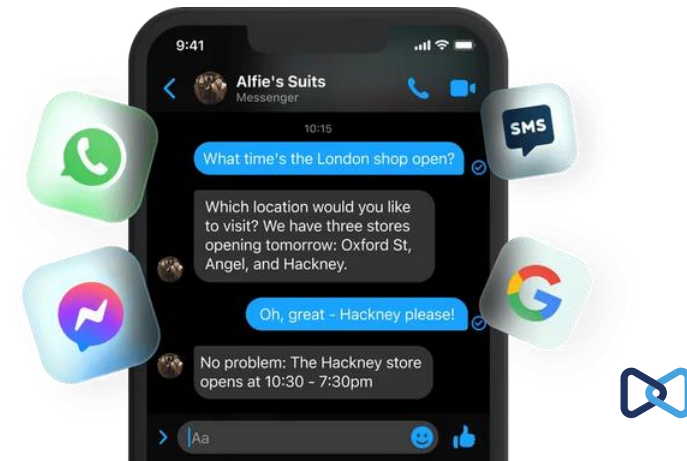 9:41
Alfie's Suits
Messenger
10:15
SMS
What time's the London shop open?
Which location would you like
to visit? We have three stores
opening tomorrow: Oxford St,
Angel, and Hackney.
Oh, great - Hackney please!
No problem: The Hackney store
opens at 10:30 - 7:30pm
Aa
G